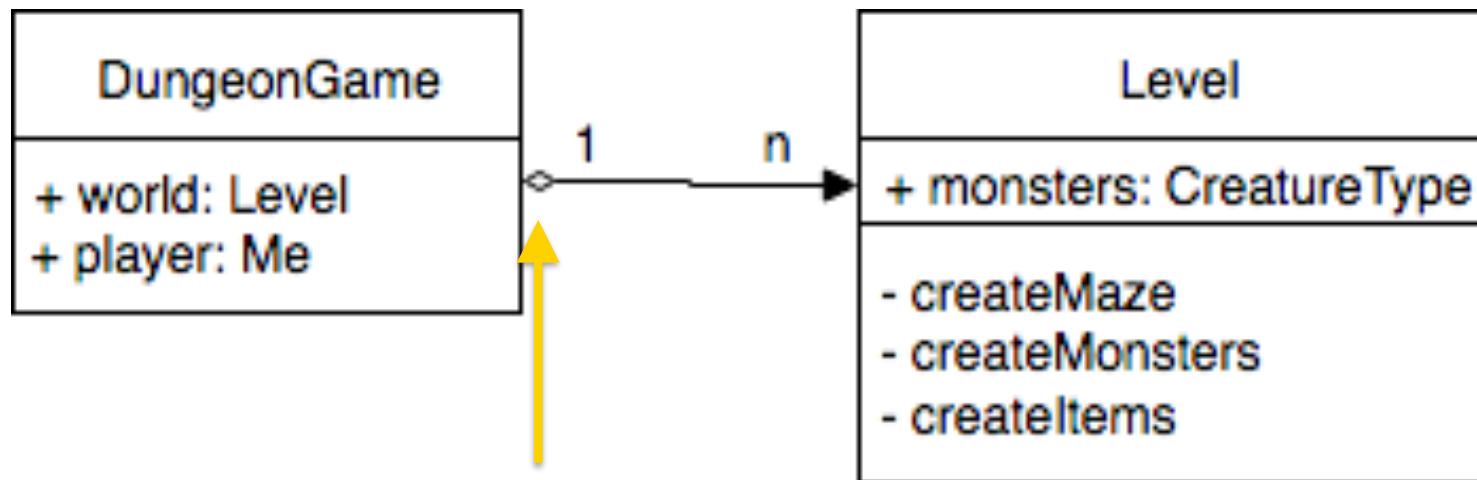 DungeonGame
+ world: Level
+ player: Me
1
n
Level
+ monsters: CreatureType
- createMaze
- createMonsters
- createItems